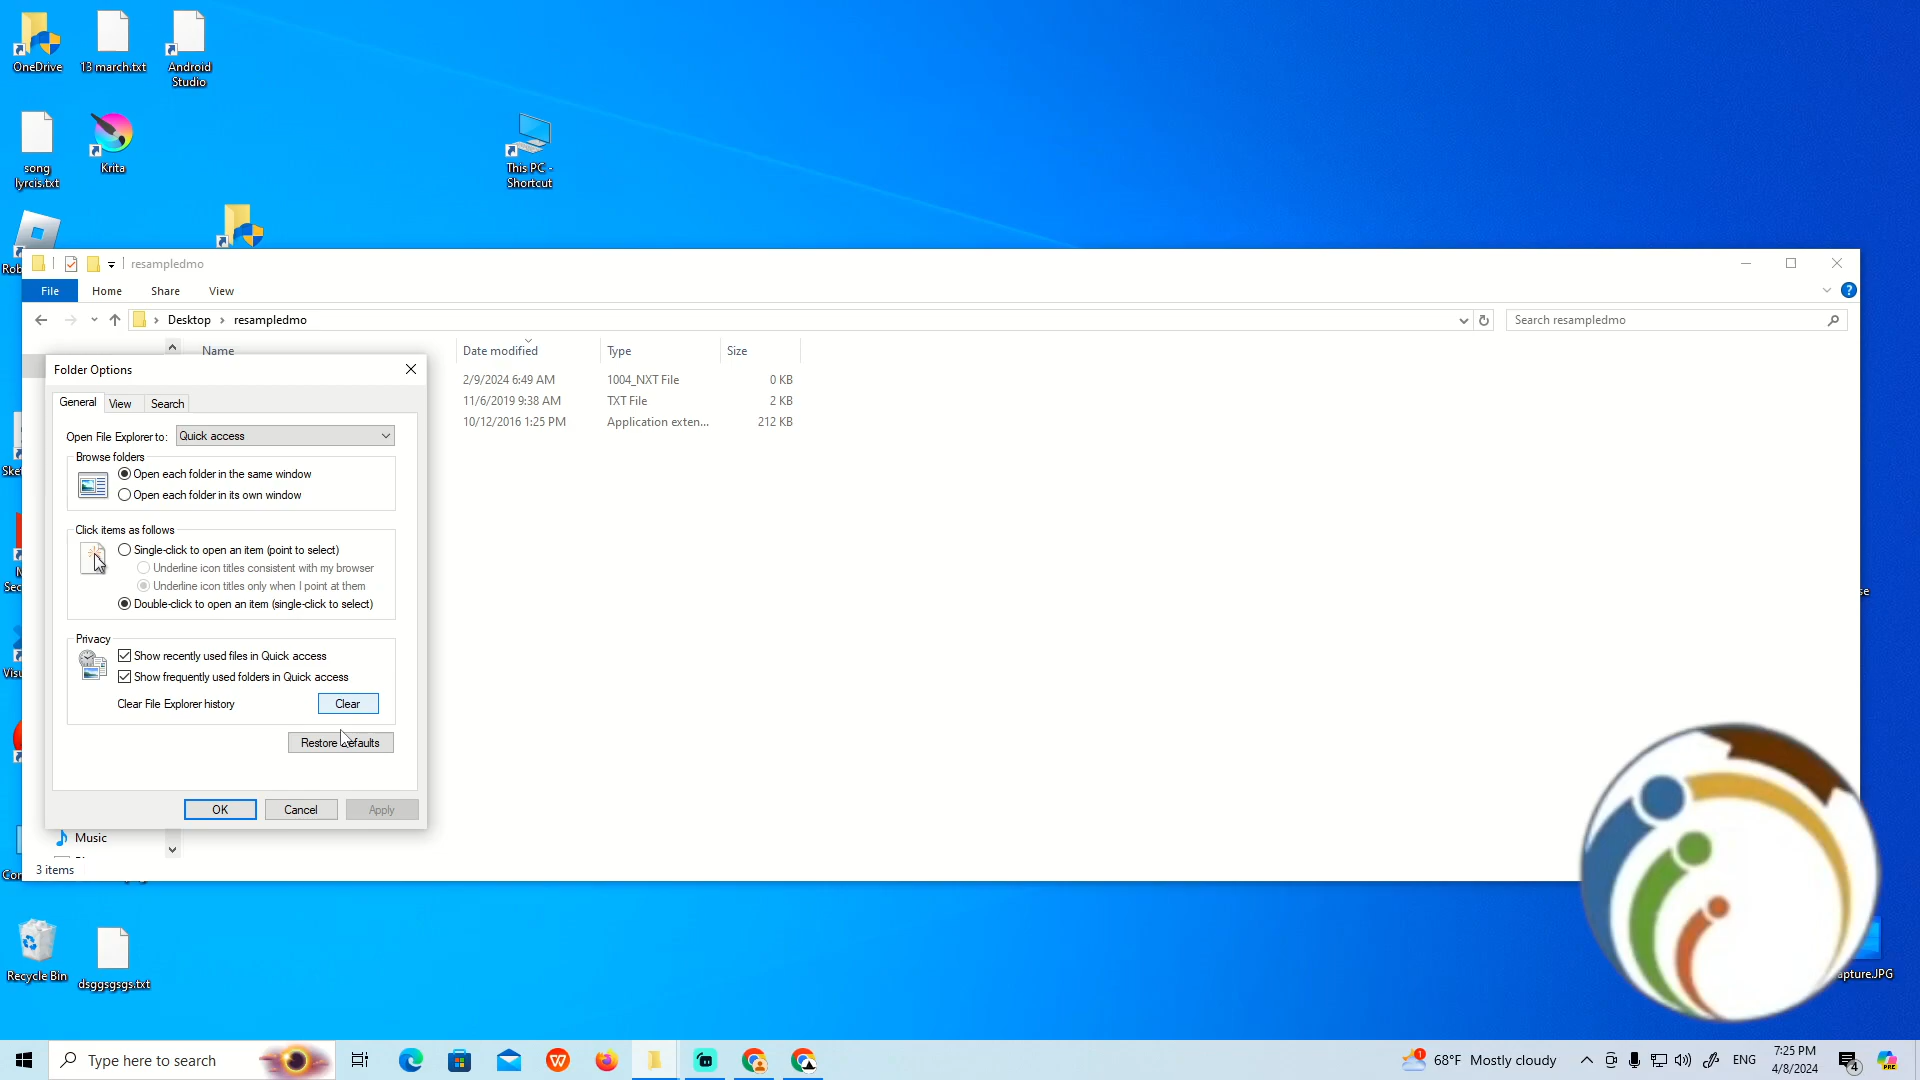 OneDrive
13 march.txt
Android
Studio
song
lyrcis.txt
Krita
This PC -
Shortcut
resampledmo
File
Home
Share
View
Desktop
resampledmo
Search resampledmo
Name
Date modified
Type
Size
2/9/2024 6:49 AM
1004_NXT File
0 KB
11/6/2019 9:38 AM
TXT File
2 KB
10/12/2016 1:25 PM
Application exten...
212 KB
Folder Options
General
View
Search
Open File Explorer to:
Quick access
Browse folders
Open each folder in the same window
Open each folder in its own window
Click items as follows
Single-click to open an item (point to select)
Underline icon titles consistent with my browser
Underline icon titles only when I point at them
Double-click to open an item (single-click to select)
Privacy
Show recently used files in Quick access
Show frequently used folders in Quick access
Clear File Explorer history
Clear
Restore Defaults
OK
Cancel
Apply
Music
3 items
Recycle Bin
dsggsgsgs.txt
Type here to search
68°F Mostly cloudy
ENG
7:25 PM
4/8/2024
4